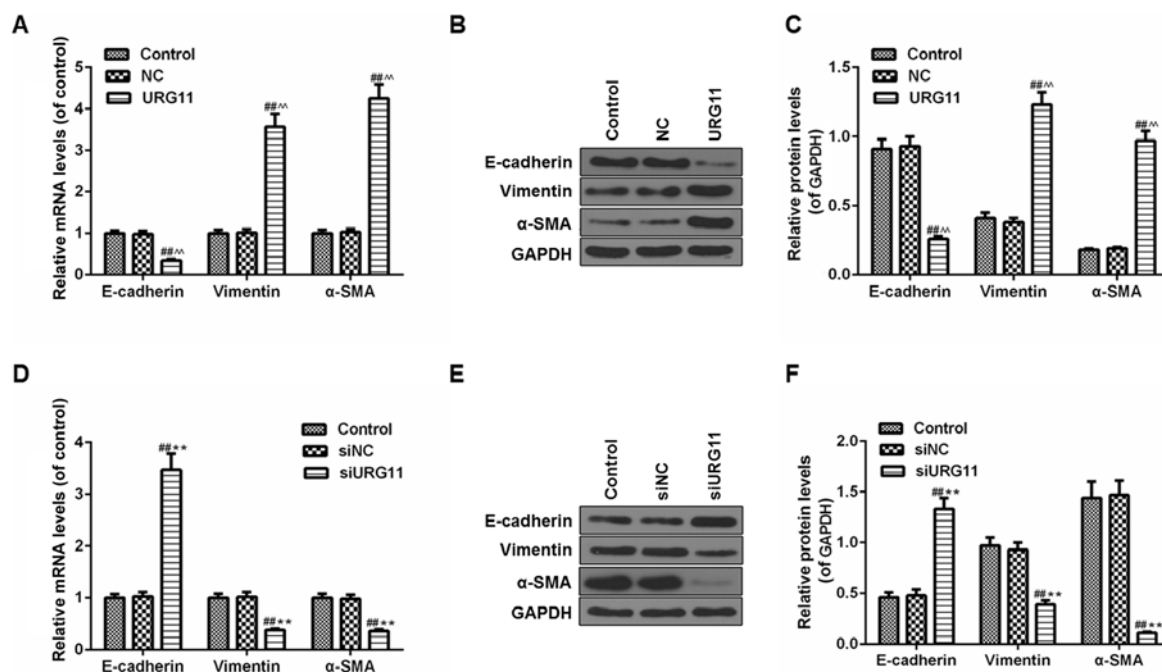 A
Relative mRNA levels (of control)
Control
NC
URG11
5
4
3
2
1
0
##^^
##^^
##^^
E-cadherin Vimentin α-SMA
B
Control NC URG11
E-cadherin
Vimentin
α-SMA
GAPDH
C
Relative protein levels
(of GAPDH)
Control
NC
URG11
1.5
1.0
0.5
0.0
##^^
##^^
##^^
E-cadherin Vimentin α-SMA
D
Relative mRNA levels (of control)
Control
siNC
siURG11
4
3
2
1
0
##**
##**
##**
E-cadherin Vimentin α-SMA
E
Control siNC siURG11
E-cadherin
Vimentin
α-SMA
GAPDH
F
Relative protein levels
(of GAPDH)
Control
siNC
siURG11
2.0
1.5
1.0
0.5
0.0
##**
##**
##**
E-cadherin Vimentin α-SMA